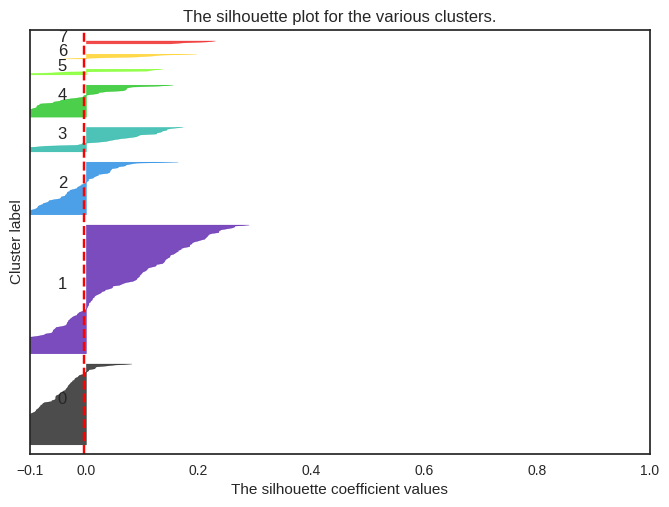 The silhouette plot for the various clusters.
7
6
5
4
3
2
1
0
Cluster label
−0.1 0.0 0.2 0.4 0.6 0.8 1.0
The silhouette coefficient values